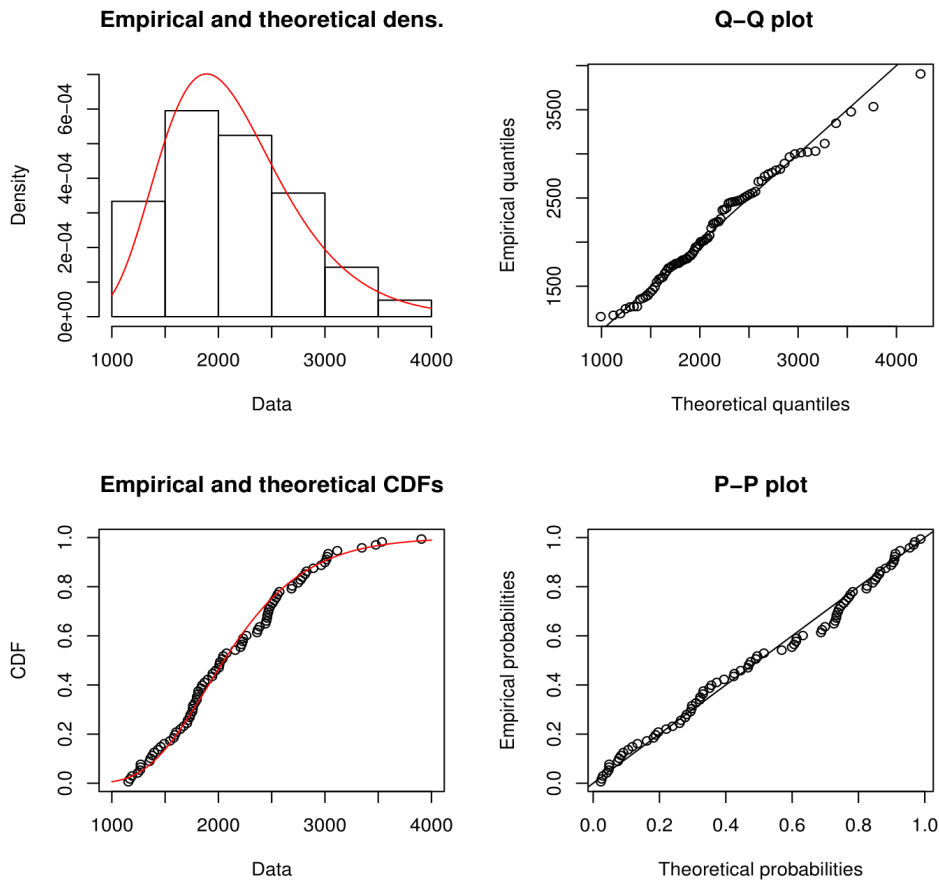 Empirical and theoretical dens.
Density
0e+00 2e−04 4e−04 6e−04
1000 2000 3000 4000
Data
Q−Q plot
Empirical quantiles
1500 2500 3500
1000 2000 3000 4000
Theoretical quantiles
Empirical and theoretical CDFs
CDF
0.0 0.2 0.4 0.6 0.8 1.0
1000 2000 3000 4000
Data
P−P plot
Empirical probabilities
0.0 0.2 0.4 0.6 0.8 1.0
0.0 0.2 0.4 0.6 0.8 1.0
Theoretical probabilities